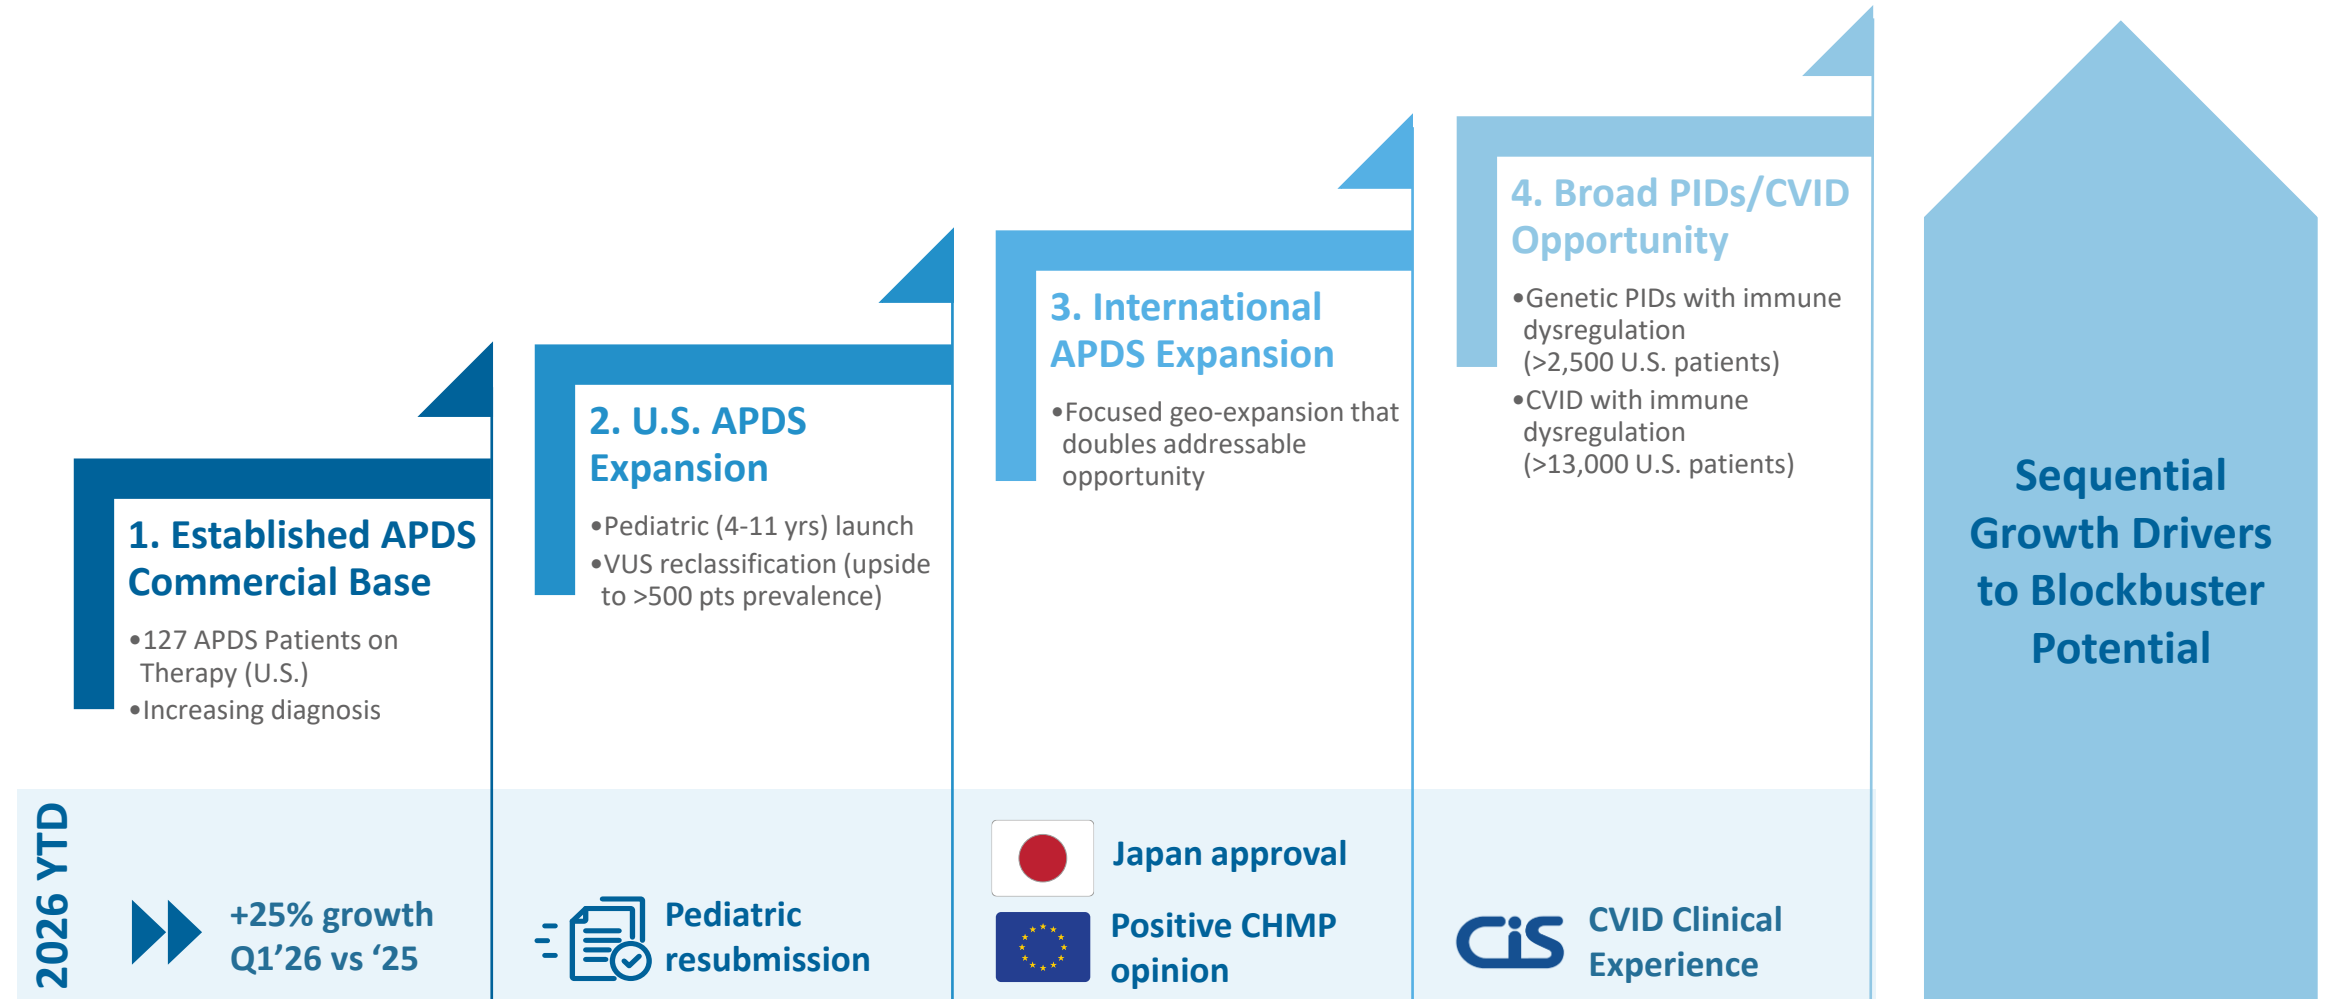 1. Established APDS
Commercial Base
•127 APDS Patients on
Therapy (U.S.)
•Increasing diagnosis
2. U.S. APDS
Expansion
•Pediatric (4-11 yrs) launch
•VUS reclassification (upside
to >500 pts prevalence)
3. International
APDS Expansion
•Focused geo-expansion that
doubles addressable
opportunity
4. Broad PIDs/CVID
Opportunity
•Genetic PIDs with immune
dysregulation
(>2,500 U.S. patients)
•CVID with immune
dysregulation
(>13,000 U.S. patients)
Sequential
Growth Drivers
to Blockbuster
Potential
2026 YTD
+25% growth
Q1’26 vs ‘25
Pediatric
resubmission
Japan approval
Positive CHMP
opinion
CiS
CVID Clinical
Experience